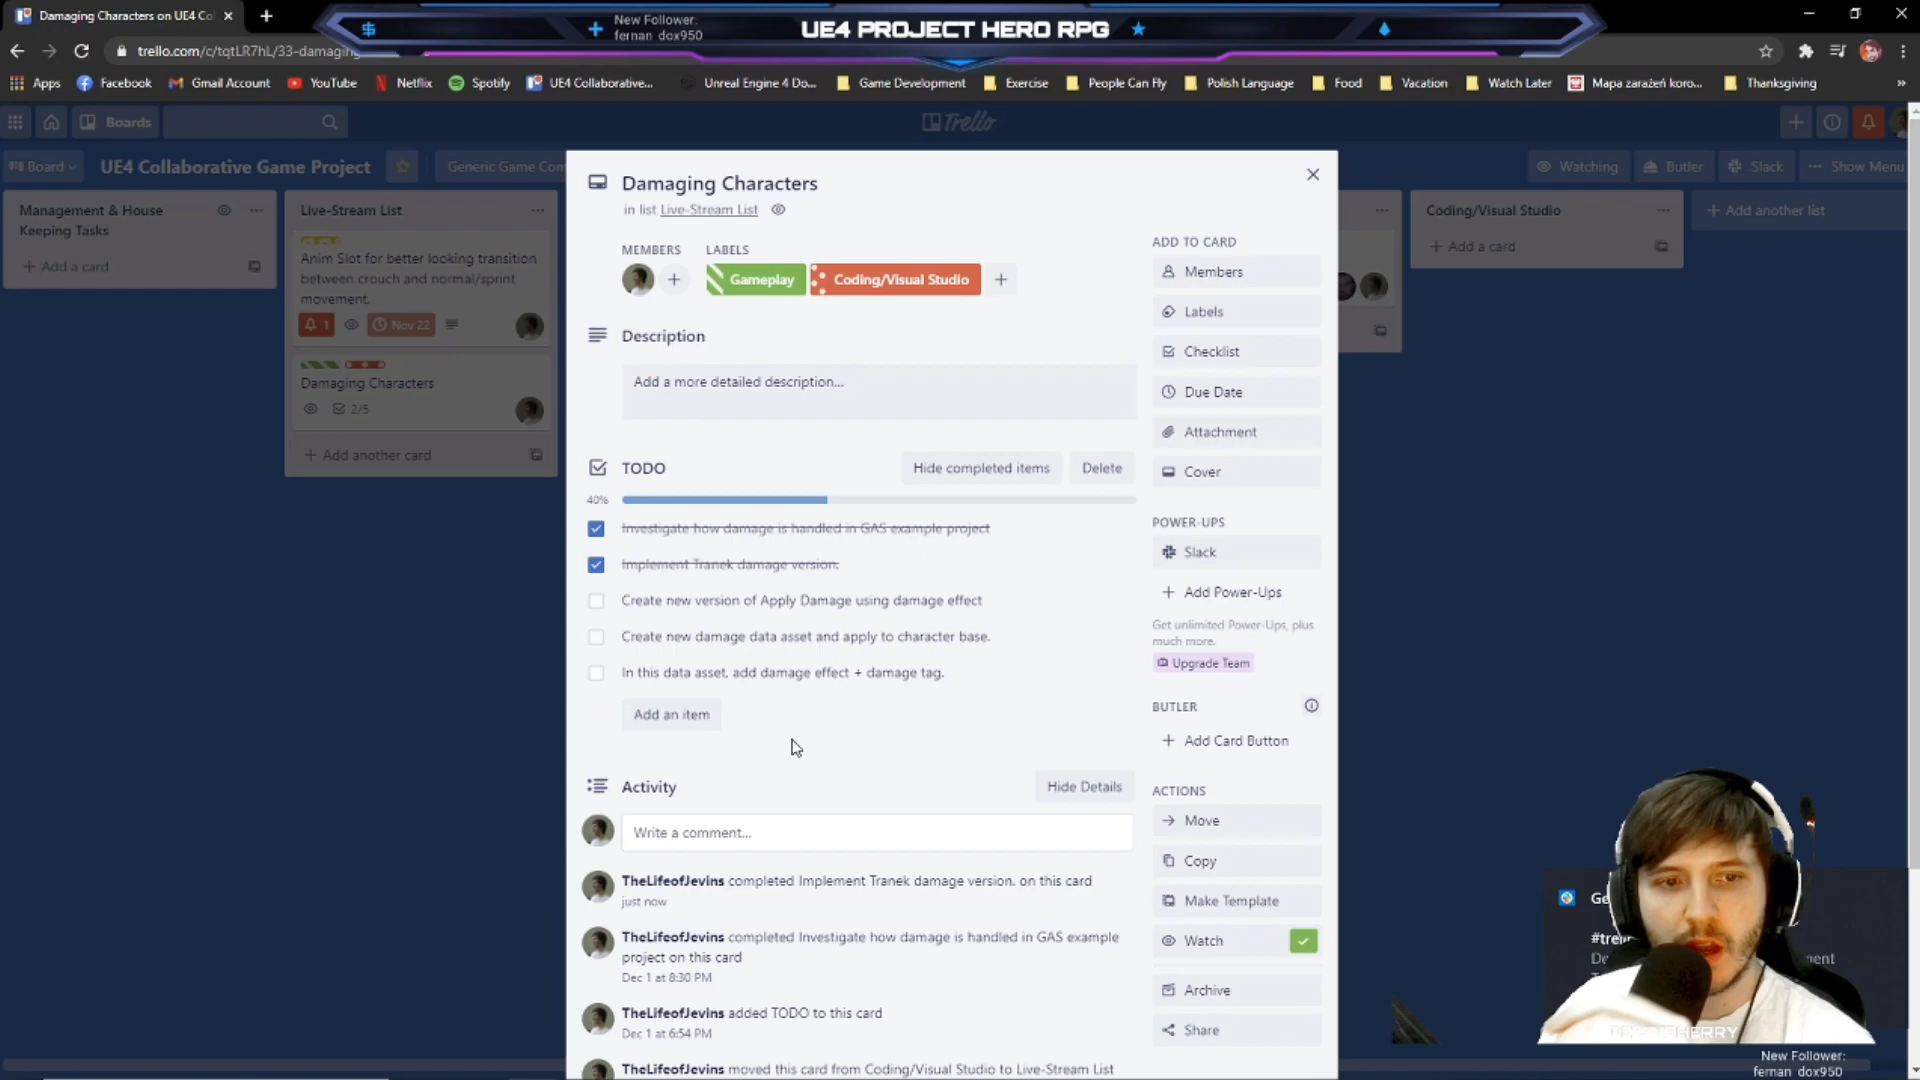 Damaging Characters on UE4 Col
New Follower:
fernan_dox950
UE4 PROJECT HERO RPG
trello.com/c/tqtLR7hL/33-damaging
Apps
Facebook
Gmail Account
YouTube
Netflix
Spotify
UE4 Collaborative...
Unreal Engine 4 Do...
Game Development
Exercise
People Can Fly
Polish Language
Food
Vacation
Watch Later
Mapa zarażeń koro...
Thanksgiving
»
Boards
Trello
Board
UE4 Collaborative Game Project
Generic Game Com
Watching
Butler
Slack
Show Menu
Management & House
Keeping Tasks
+ Add a card
Live-Stream List
Anim Slot for better looking transition
between crouch and normal/sprint
movement.
1
Nov 22
Damaging Characters
2/5
+ Add another card
Coding/Visual Studio
+ Add a card
+ Add another list
Damaging Characters
in list Live-Stream List
MEMBERS
LABELS
Gameplay
Coding/Visual Studio
Description
Add a more detailed description...
TODO
Hide completed items
Delete
40%
Investigate how damage is handled in GAS example project
Implement Tranek damage version.
Create new version of Apply Damage using damage effect
Create new damage data asset and apply to character base.
In this data asset, add damage effect + damage tag.
Add an item
Activity
Hide Details
Write a comment...
TheLifeofJevins completed Implement Tranek damage version. on this card
just now
TheLifeofJevins completed Investigate how damage is handled in GAS example
project on this card
Dec 1 at 8:30 PM
TheLifeofJevins added TODO to this card
Dec 1 at 6:54 PM
TheLifeofJevins moved this card from Coding/Visual Studio to Live-Stream List
ADD TO CARD
Members
Labels
Checklist
Due Date
Attachment
Cover
POWER-UPS
Slack
+ Add Power-Ups
Get unlimited Power-Ups, plus
much more.
Upgrade Team
BUTLER
+ Add Card Button
ACTIONS
Move
Copy
Make Template
Watch
Archive
Share
New Follower:
fernan_dox950